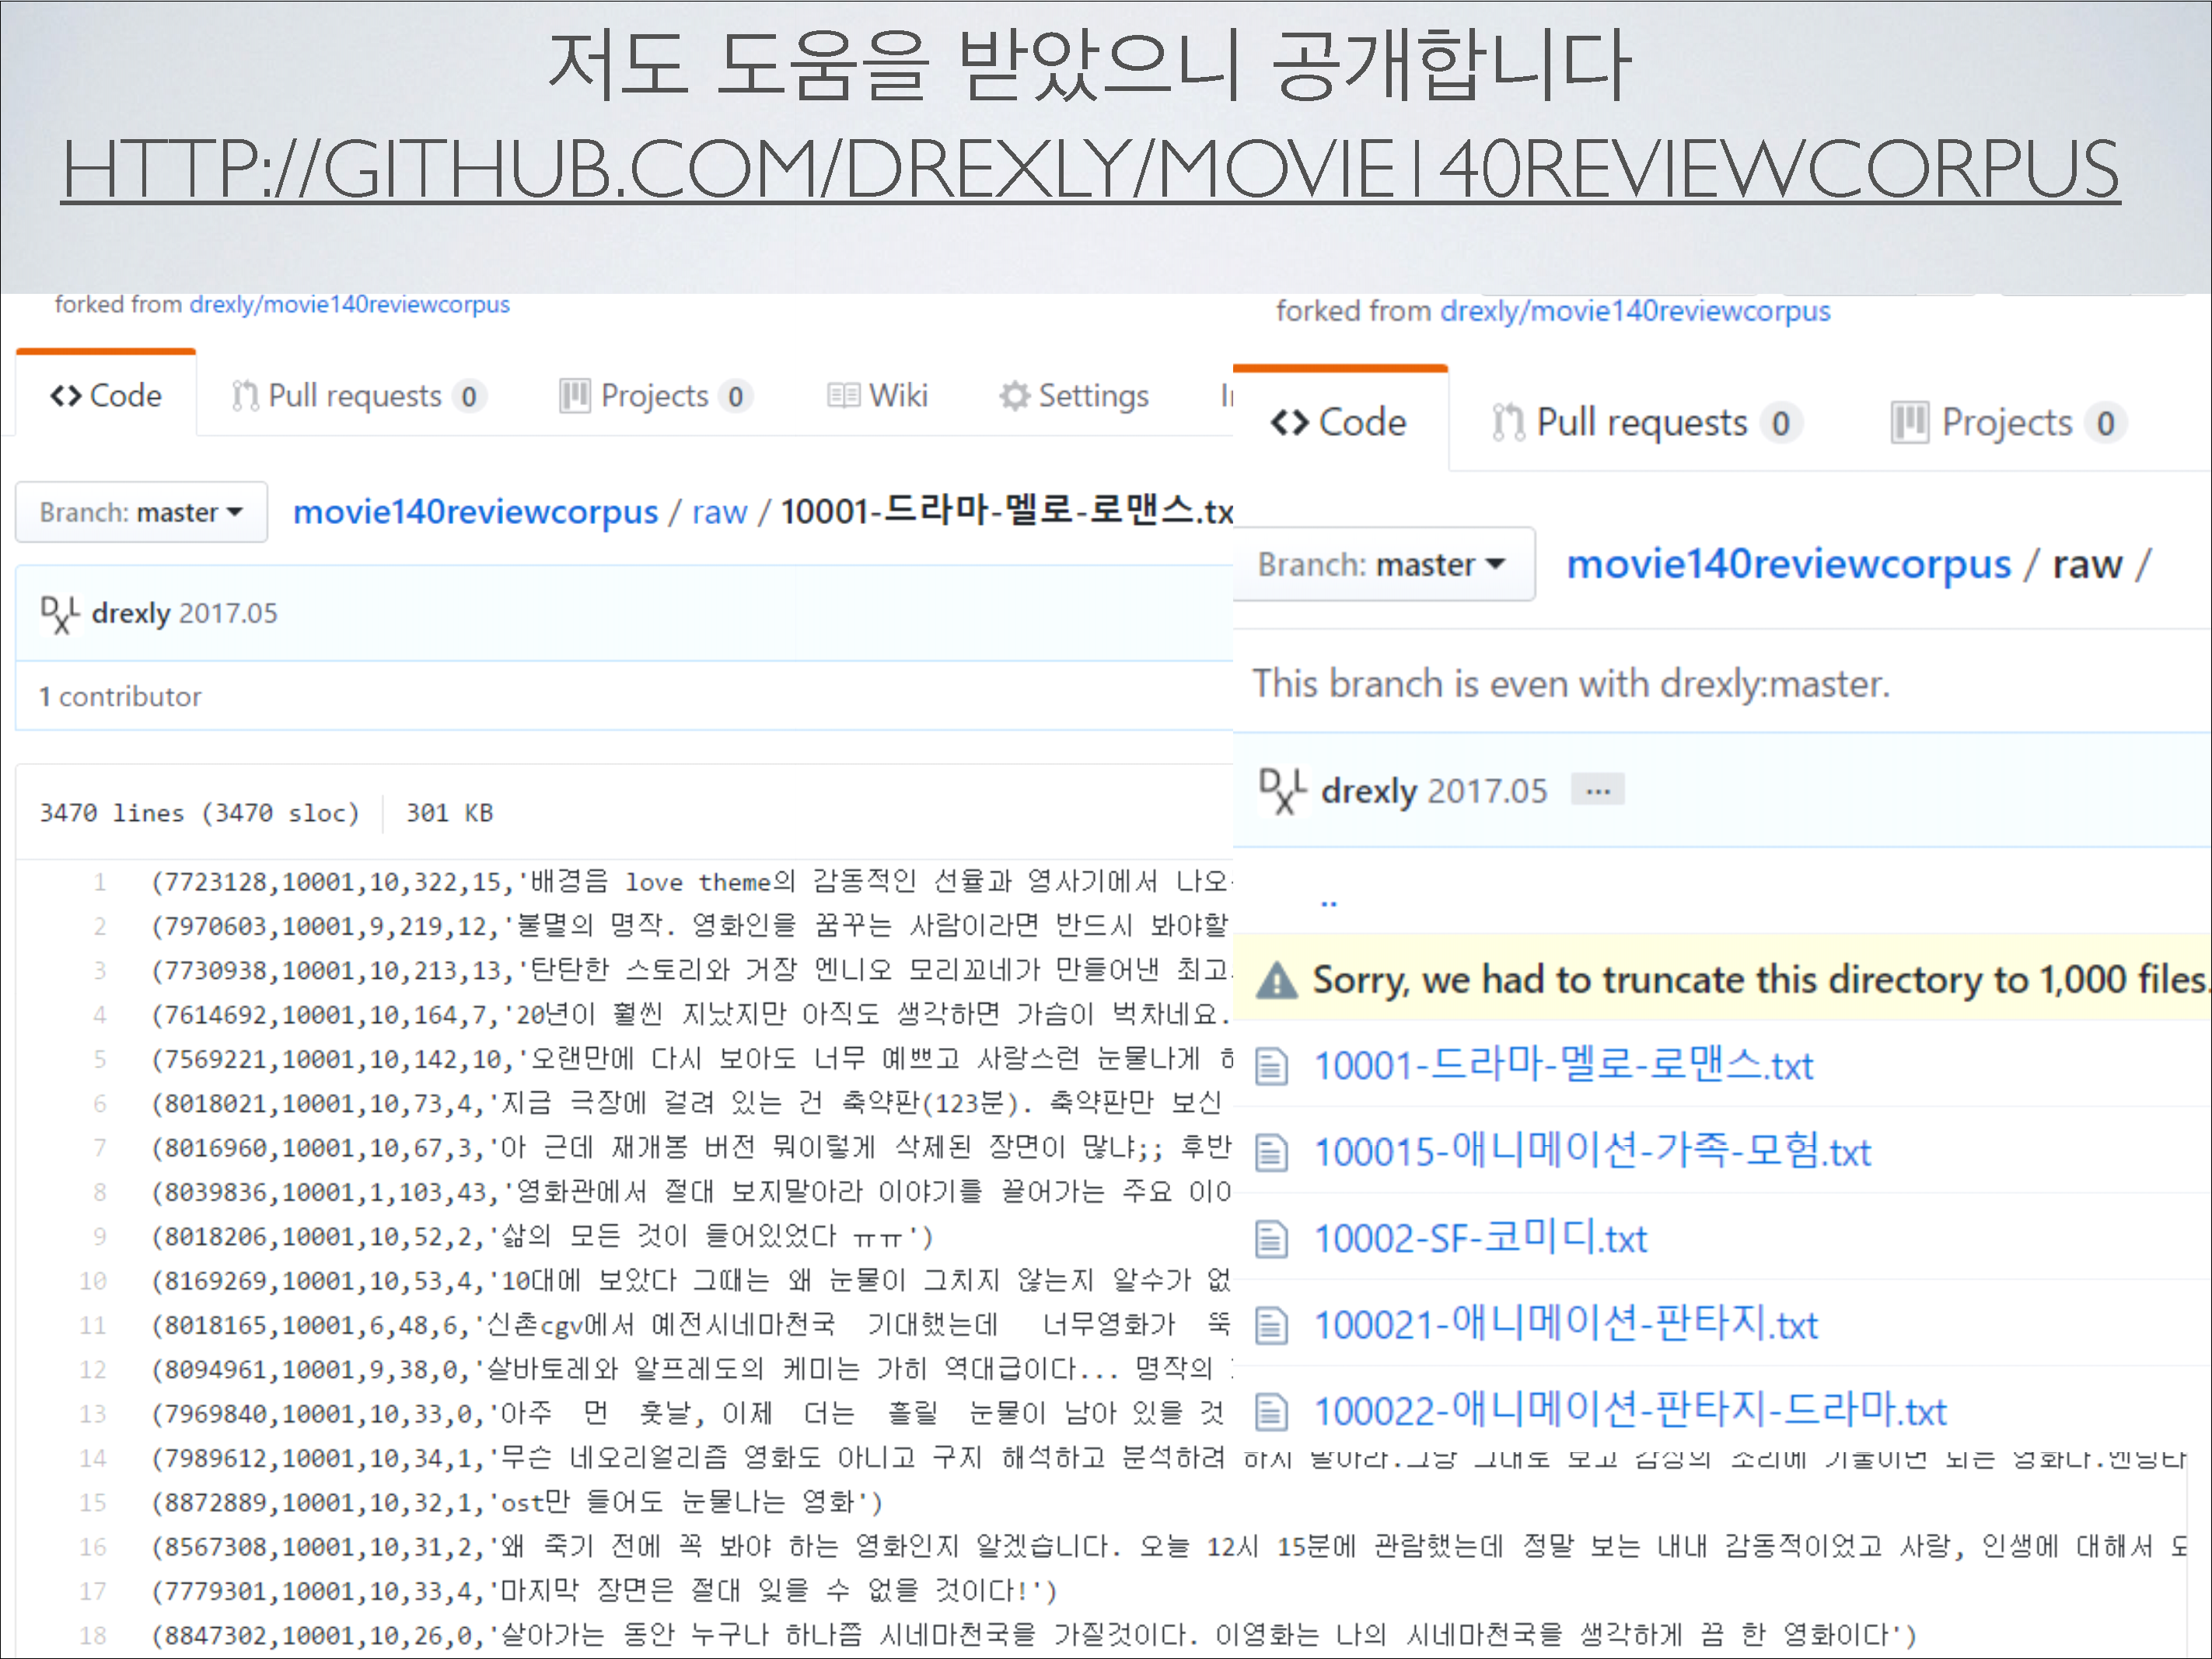 저도 도움을 받았으니 공개합니다
HTTP://GITHUB.COM/DREXLY/MOVIE140REVIEWCORPUS
forked from drexly/movie140reviewcorpus
Code Pull requests 0 Projects 0 Wiki Settings
Branch: master movie140reviewcorpus / raw / 10001-드라마-멜로-로맨스.tx
DXL drexly 2017.05
1 contributor
3470 lines (3470 sloc) 301 KB
1 (7723128,10001,10,322,15,'배경음 love theme의 감동적인 선율과 영사기에서 나오
2 (7970603,10001,9,219,12,'불멸의 명작. 영화인을 꿈꾸는 사람이라면 반드시 봐야할
3 (7730938,10001,10,213,13,'탄탄한 스토리와 거장 엔니오 모리꼬네가 만들어낸 최고
4 (7614692,10001,10,164,7,'20년이 훨씬 지났지만 아직도 생각하면 가슴이 벅차네요.
5 (7569221,10001,10,142,10,'오랜만에 다시 보아도 너무 예쁘고 사랑스런 눈물나게
6 (8018021,10001,10,73,4,'지금 극장에 걸려 있는 건 축약판(123분). 축약판만 보신
7 (8016960,10001,10,67,3,'아 근데 재개봉 버전 뭐이렇게 삭제된 장면이 많냐;; 후반
8 (8039836,10001,1,103,43,'영화관에서 절대 보지말아라 이야기를 끌어가는 주요 이야
9 (8018206,10001,10,52,2,'삶의 모든 것이 들어있었다 ㅠㅠ')
10 (8169269,10001,10,53,4,'10대에 보았다 그때는 왜 눈물이 그치지 않는지 알수가 없
11 (8018165,10001,6,48,6,'신촌cgv에서 예전시네마천국 기대했는데 너무영화가 뚝
12 (8094961,10001,9,38,0,'살바토레와 알프레도의 케미는 가히 역대급이다... 명작의
13 (7969840,10001,10,33,0,'아주 먼 훗날, 이제 더는 흘릴 눈물이 남아 있을 것
14 (7989612,10001,10,34,1,'무슨 네오리얼리즘 영화도 아니고 구지 해석하고 분석하려 하지 말아라.그냥 그대로 보고 감정의 소리에 기울이면 되는 영화다.엔딩타
15 (8872889,10001,10,32,1,'ost만 들어도 눈물나는 영화')
16 (8567308,10001,10,31,2,'왜 죽기 전에 꼭 봐야 하는 영화인지 알겠습니다. 오늘 12시 15분에 관람했는데 정말 보는 내내 감동적이었고 사랑, 인생에 대해서
17 (7779301,10001,10,33,4,'마지막 장면은 절대 잊을 수 없을 것이다!')
18 (8847302,10001,10,26,0,'살아가는 동안 누구나 하나쯤 시네마천국을 가질것이다. 이영화는 나의 시네마천국을 생각하게 끔 한 영화이다')
forked from drexly/movie140reviewcorpus
Code Pull requests 0 Projects 0
Branch: master movie140reviewcorpus / raw /
This branch is even with drexly:master.
DXL drexly 2017.05 ...
..
Sorry, we had to truncate this directory to 1,000 files.
10001-드라마-멜로-로맨스.txt
100015-애니메이션-가족-모험.txt
10002-SF-코미디.txt
100021-애니메이션-판타지.txt
100022-애니메이션-판타지-드라마.txt